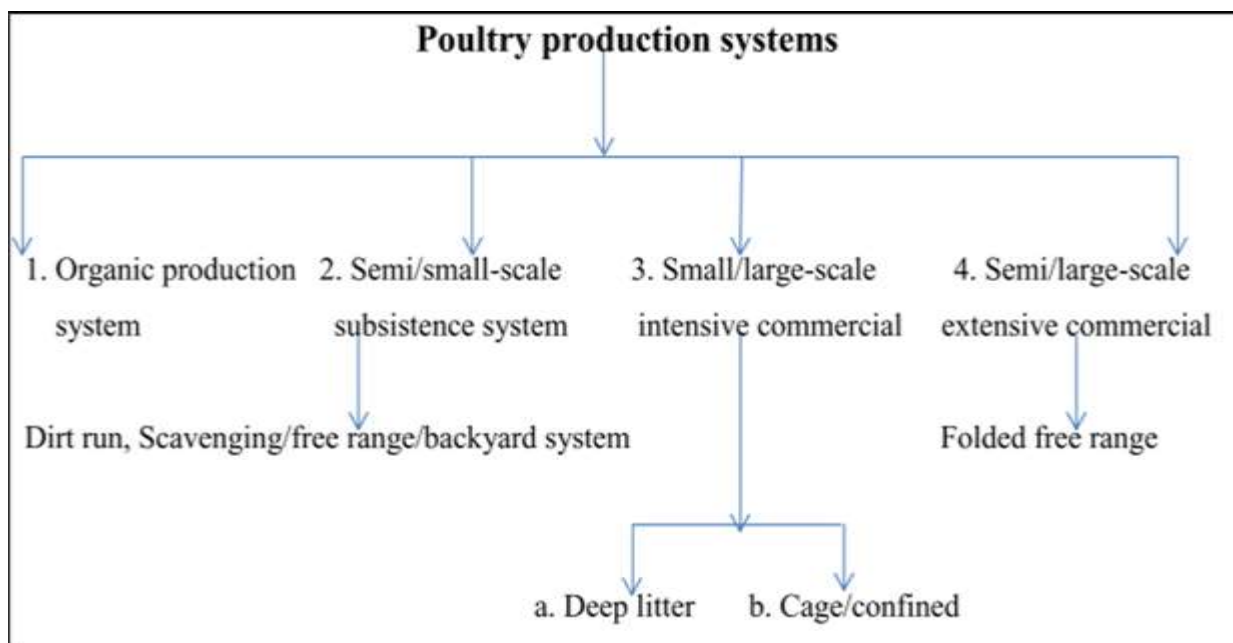 Poultry production systems
1. Organic production system
2. Semi/small-scale subsistence system
3. Small/large-scale intensive commercial
4. Semi/large-scale extensive commercial
Dirt run, Scavenging/free range/backyard system
Folded free range
a. Deep litter
b. Cage/confined